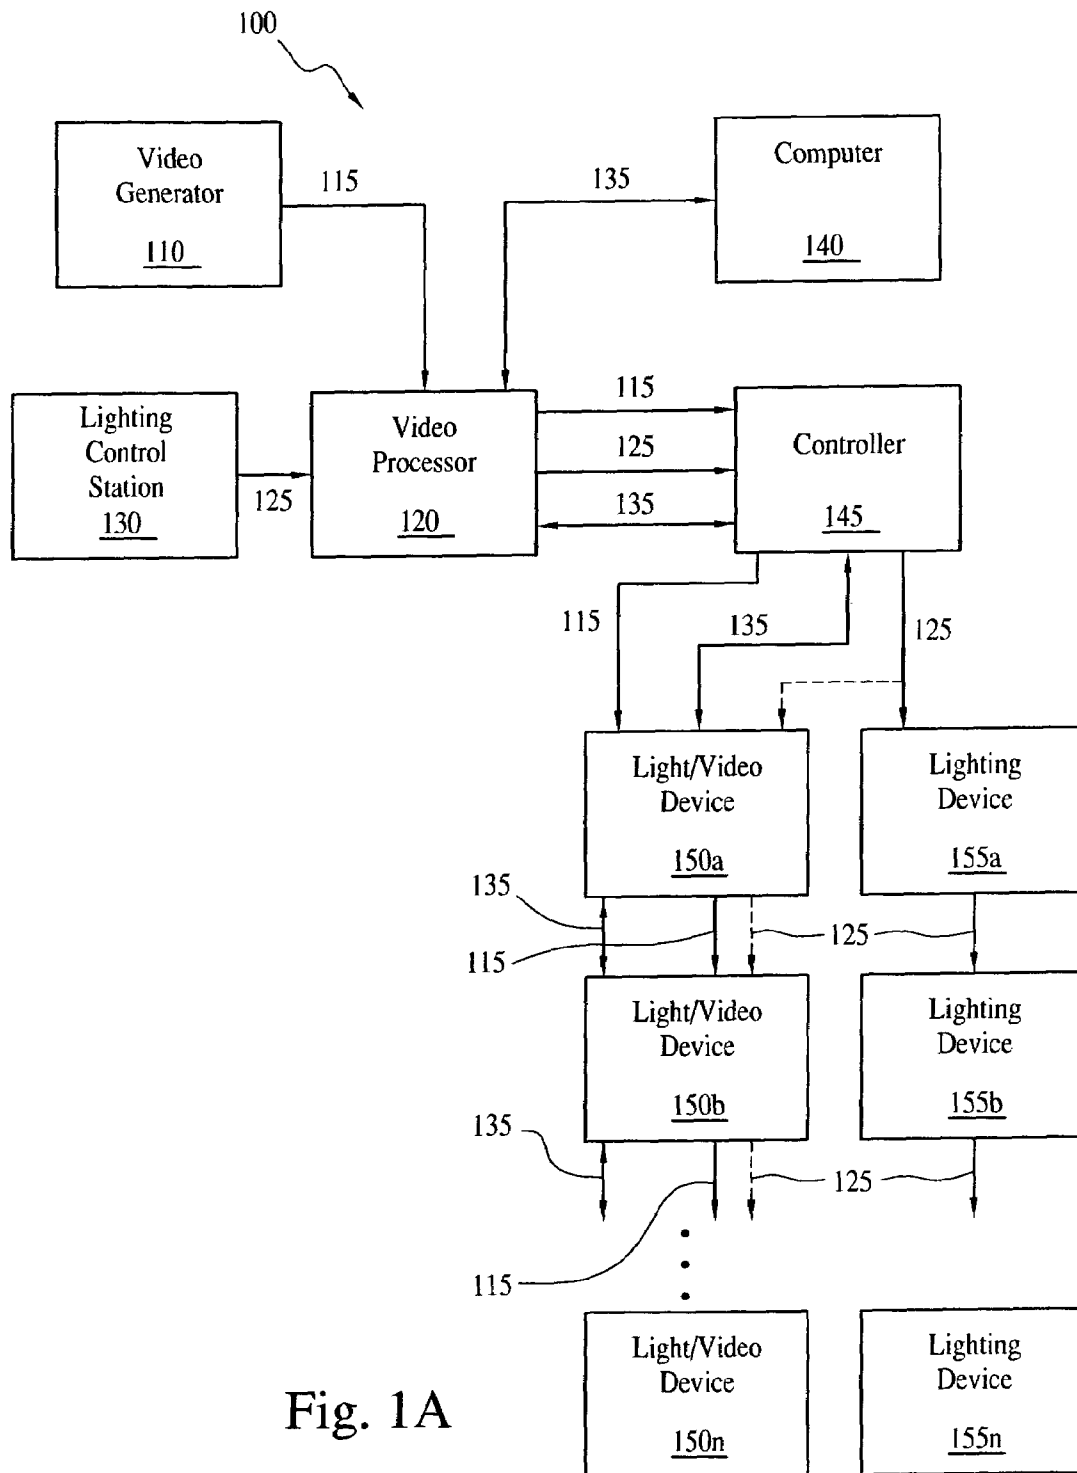 100
Video
Generator
110
115
135
Computer
140
Lighting
Control
Station
130
125
Video
Processor
120
115
125
135
Controller
145
115
135
125
Light/Video
Device
150a
Lighting
Device
155a
135
115
125
Light/Video
Device
150b
Lighting
Device
155b
135
125
115
Light/Video
Device
150n
Lighting
Device
155n
Fig. 1A